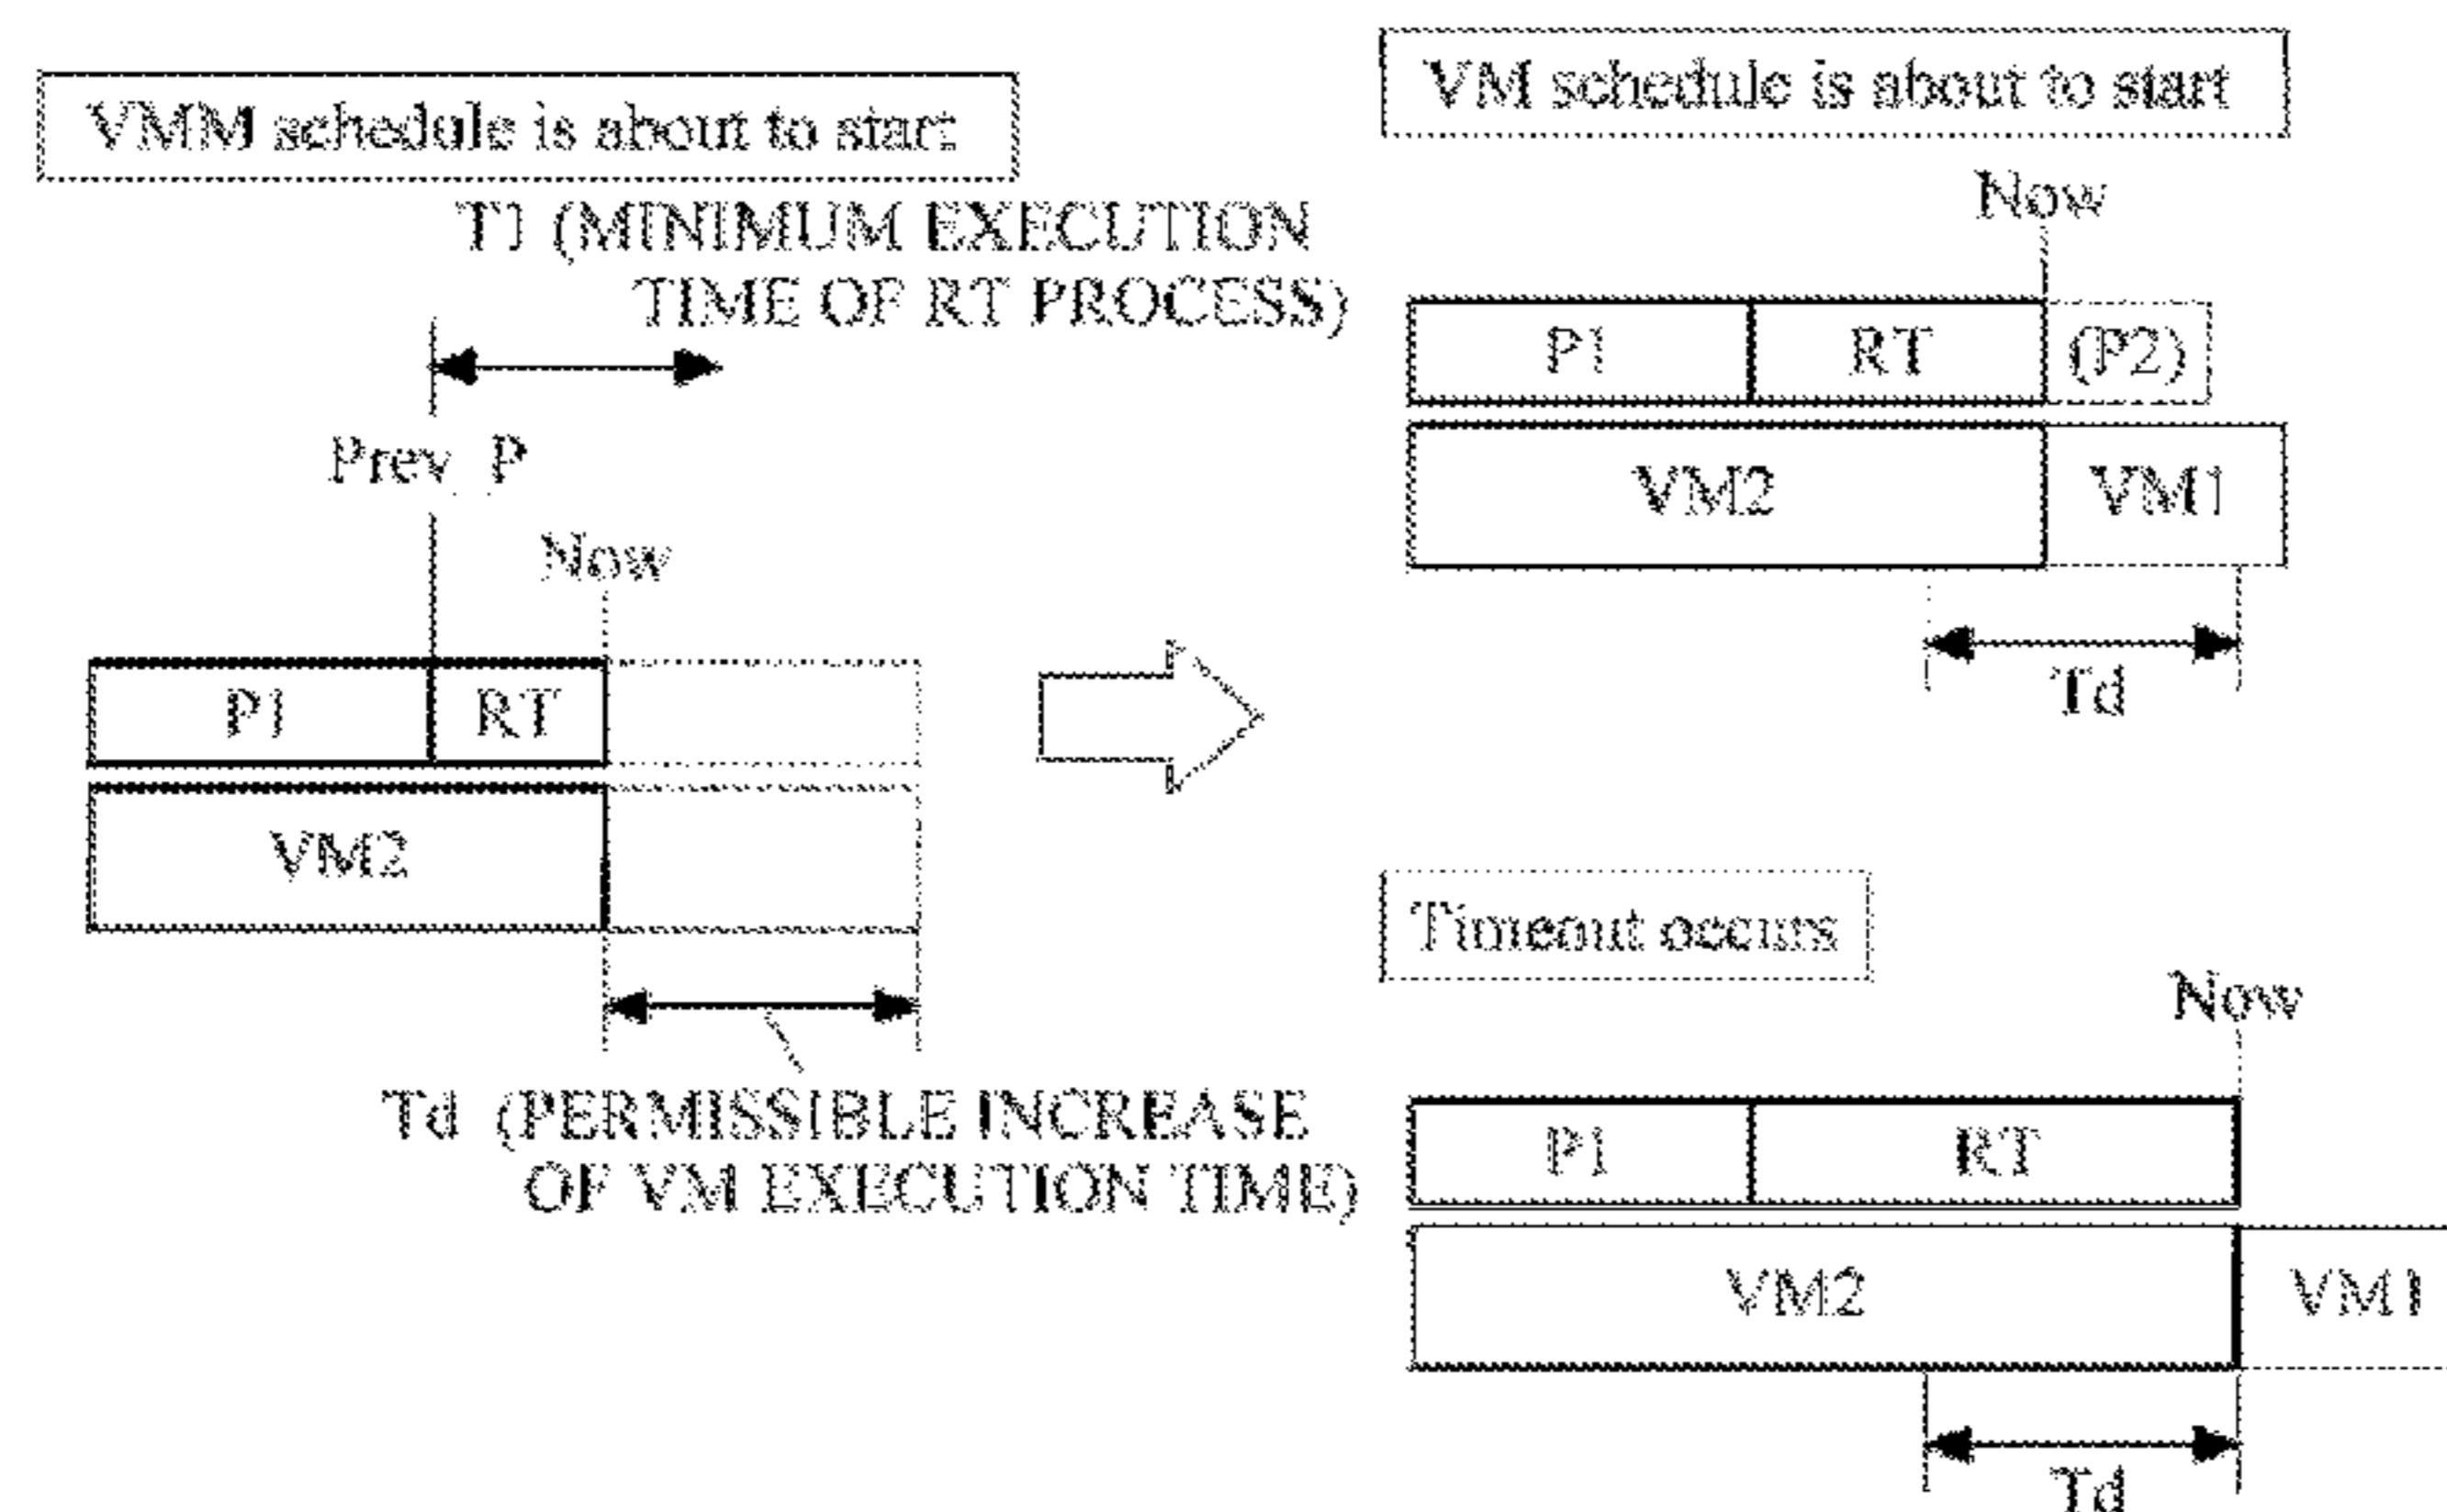 VMM schedule is about to start
T1 (MINIMUM EXECUTION
TIME OF RT PROCESS)
Prev_P
Now
P1 RT
VM2
Td (PERMISSIBLE INCREASE
OF VM EXECUTION TIME)
VM schedule is about to start
Now
P1 RT (P2)
VM2 VM1
Td
Timeout occurs
Now
P1 RT
VM2 VM1
Td